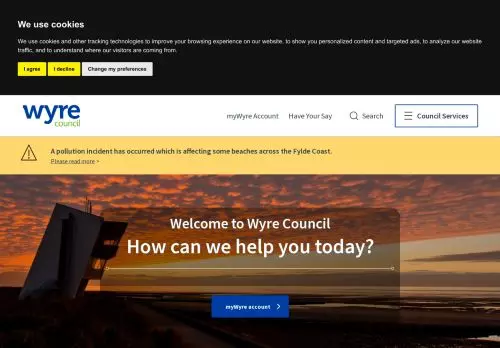 We use cookies
We use cookies and other tracking technologies to improve your browsing experience on our website, to show you personalized content and targeted ads, to analyze our website
traffic, and to understand where our visitors are coming from.
I agree I decline Change my preferences
wyre
council
myWyre Account Have Your Say Search Council Services
A pollution incident has occurred which is affecting some beaches across the Fylde Coast.
Please read more >
Welcome to Wyre Council
How can we help you today?
myWyre account